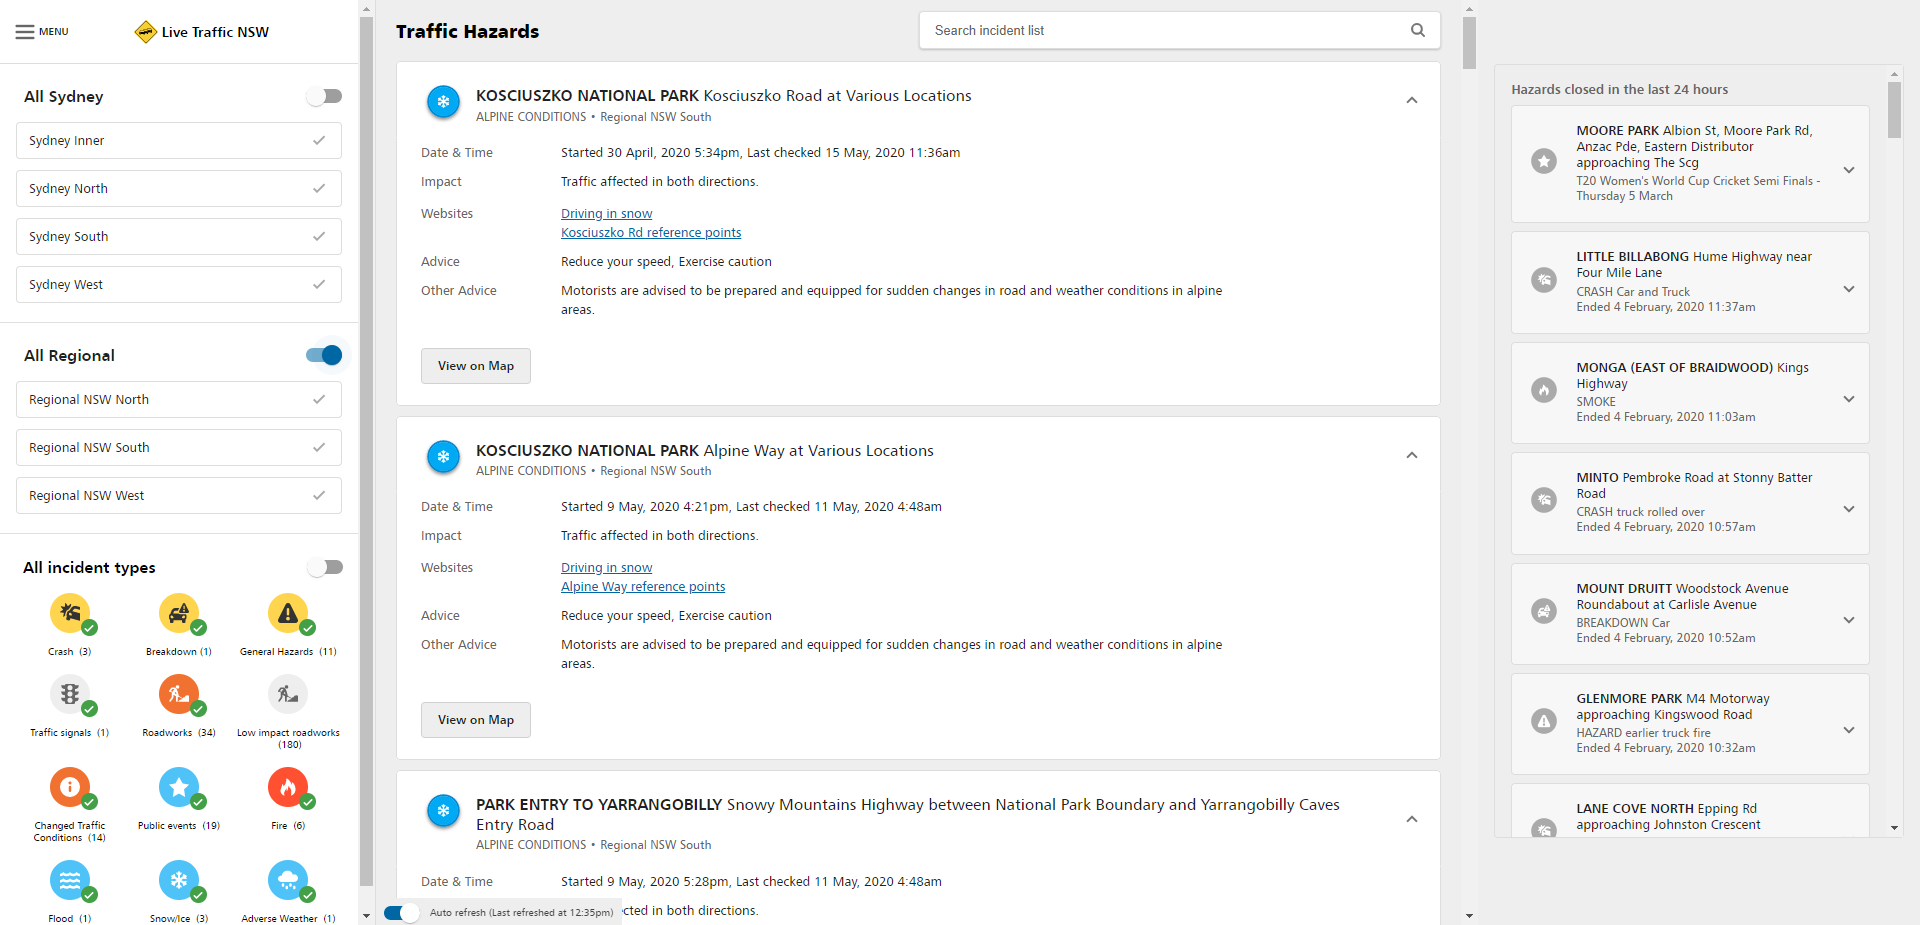 MENU
Live Traffic NSW
All Sydney
Sydney Inner
Sydney North
Sydney South
Sydney West
All Regional
Regional NSW North
Regional NSW South
Regional NSW West
All incident types
Crash (3)
Breakdown (1)
General Hazards (11)
Traffic signals (1)
Roadworks (34)
Low impact roadworks
(180)
Changed Traffic
Conditions (14)
Public events (19)
Fire (6)
Flood (1)
Snow/Ice (3)
Adverse Weather (1)
Traffic Hazards
Search incident list
KOSCIUSZKO NATIONAL PARK Kosciuszko Road at Various Locations
ALPINE CONDITIONS • Regional NSW South
Date & Time Started 30 April, 2020 5:34pm, Last checked 15 May, 2020 11:36am
Impact Traffic affected in both directions.
Websites Driving in snow
Kosciuszko Rd reference points
Advice Reduce your speed, Exercise caution
Other Advice Motorists are advised to be prepared and equipped for sudden changes in road and weather conditions in alpine
areas.
View on Map
KOSCIUSZKO NATIONAL PARK Alpine Way at Various Locations
ALPINE CONDITIONS • Regional NSW South
Date & Time Started 9 May, 2020 4:21pm, Last checked 11 May, 2020 4:48am
Impact Traffic affected in both directions.
Websites Driving in snow
Alpine Way reference points
Advice Reduce your speed, Exercise caution
Other Advice Motorists are advised to be prepared and equipped for sudden changes in road and weather conditions in alpine
areas.
View on Map
PARK ENTRY TO YARRANGOBILLY Snowy Mountains Highway between National Park Boundary and Yarrangobilly Caves
Entry Road
ALPINE CONDITIONS • Regional NSW South
Date & Time Started 9 May, 2020 5:28pm, Last checked 11 May, 2020 4:48am
Auto refresh (Last refreshed at 12:35pm) cted in both directions.
Hazards closed in the last 24 hours
MOORE PARK Albion St, Moore Park Rd,
Anzac Pde, Eastern Distributor
approaching The Scg
T20 Women's World Cup Cricket Semi Finals -
Thursday 5 March
LITTLE BILLABONG Hume Highway near
Four Mile Lane
CRASH Car and Truck
Ended 4 February, 2020 11:37am
MONGA (EAST OF BRAIDWOOD) Kings
Highway
SMOKE
Ended 4 February, 2020 11:03am
MINTO Pembroke Road at Stonny Batter
Road
CRASH truck rolled over
Ended 4 February, 2020 10:57am
MOUNT DRUITT Woodstock Avenue
Roundabout at Carlisle Avenue
BREAKDOWN Car
Ended 4 February, 2020 10:52am
GLENMORE PARK M4 Motorway
approaching Kingswood Road
HAZARD earlier truck fire
Ended 4 February, 2020 10:32am
LANE COVE NORTH Epping Rd
approaching Johnston Crescent